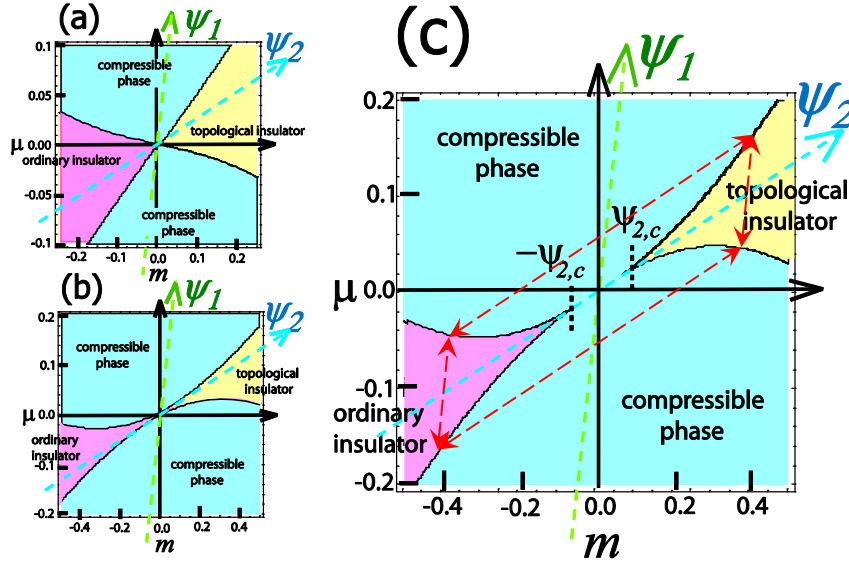 (a)
ψ1
ψ2
0.1
compressible
phase
0.05
topological insulator
μ 0.00
ordinary insulator
-0.05
compressible
phase
-0.1
-0.2 -0.1 0.0 0.1 0.2
m
(b)
ψ1
ψ2
0.2
compressible
phase
0.1
topological
insulator
μ 0.0
ordinary
insulator
-0.1
compressible
phase
-0.2
-0.4 -0.2 0.0 0.2 0.4
m
(c)
ψ1
ψ2
0.2
compressible
phase
0.1
topological
insulator
ψ2,c
-ψ2,c
μ 0.0
-0.1
ordinary
insulator
compressible
phase
-0.2
-0.4 -0.2 0.0 0.2 0.4
m